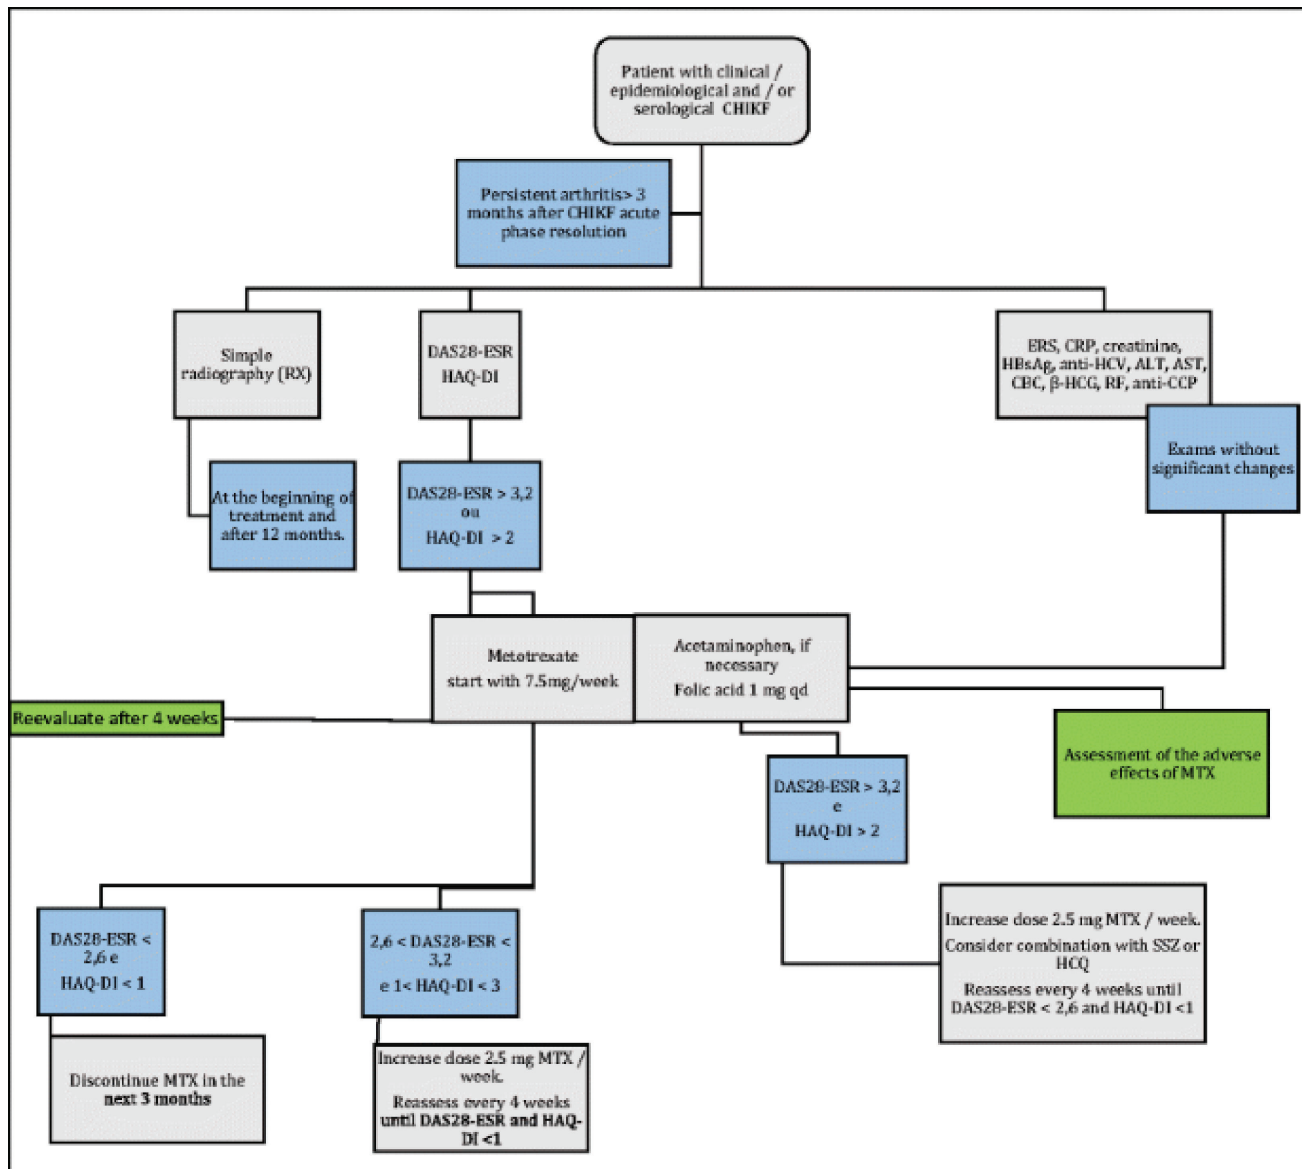 Patient with clinical /
epidemiological and / or
serological CHIKF
Persistent arthritis> 3
months after CHIKF acute
phase resolution
Simple
radiography (RX)
DAS28-ESR
HAQ-DI
ERS, CRP, creatinine,
HBsAg, anti-HCV, ALT, AST,
CBC, β-HCG, RF, anti-CCP
Exams without
significant changes
At the beginning of
treatment and
after 12 months.
DAS28-ESR > 3,2
ou
HAQ-DI > 2
Metotrexate
start with 7.5mg/week
Acetaminophen, if
necessary
Folic acid 1 mg qd
Reevaluate after 4 weeks
Assessment of the adverse
effects of MTX
DAS28-ESR > 3,2
e
HAQ-DI > 2
DAS28-ESR <
2,6 e
HAQ-DI < 1
2,6 < DAS28-ESR <
3,2
e 1< HAQ-DI < 3
Increase dose 2.5 mg MTX / week.
Consider combination with SSZ or
HCQ
Reassess every 4 weeks until
DAS28-ESR < 2,6 and HAQ-DI <1
Discontinue MTX in the
next 3 months
Increase dose 2.5 mg MTX /
week.
Reassess every 4 weeks
until DAS28-ESR and HAQ-
DI <1